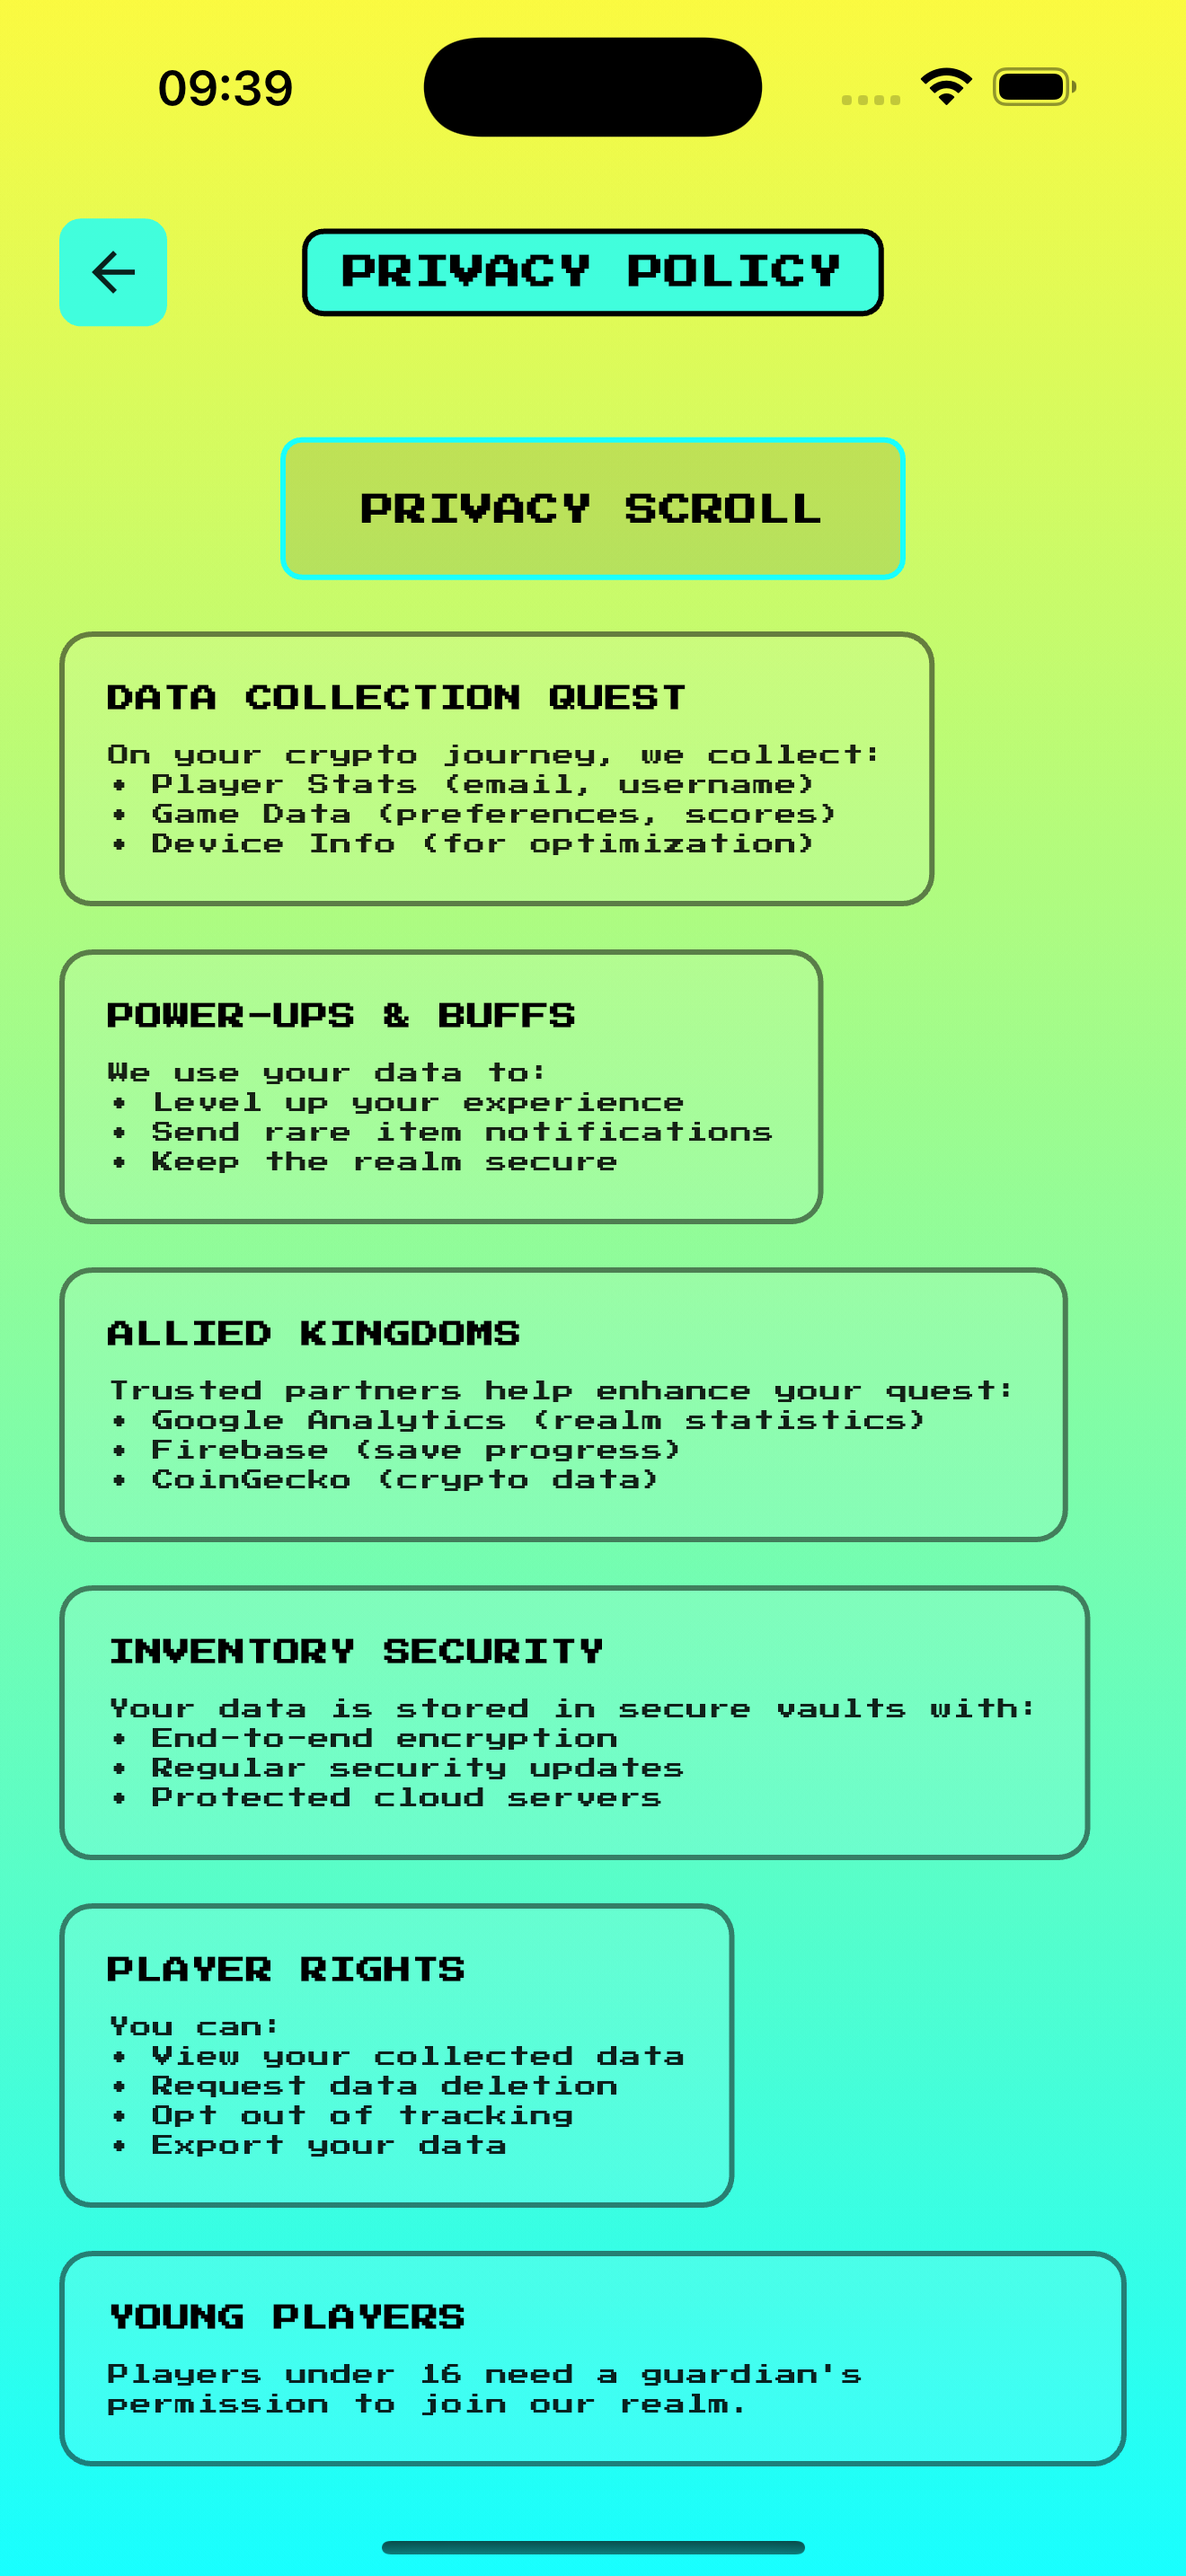 09:39
PRIVACY POLICY
PRIVACY SCROLL
DATA COLLECTION QUEST
On your crypto journey, we collect:
• Player Stats (email, username)
• Game Data (preferences, scores)
• Device Info (for optimization)
POWER-UPS & BUFFS
We use your data to:
• Level up your experience
• Send rare item notifications
• Keep the realm secure
ALLIED KINGDOMS
Trusted partners help enhance your quest:
• Google Analytics (realm statistics)
• Firebase (save progress)
• CoinGecko (crypto data)
INVENTORY SECURITY
Your data is stored in secure vaults with:
• End-to-end encryption
• Regular security updates
• Protected cloud servers
PLAYER RIGHTS
You can:
• View your collected data
• Request data deletion
• Opt out of tracking
• Export your data
YOUNG PLAYERS
Players under 16 need a guardian's
permission to join our realm.